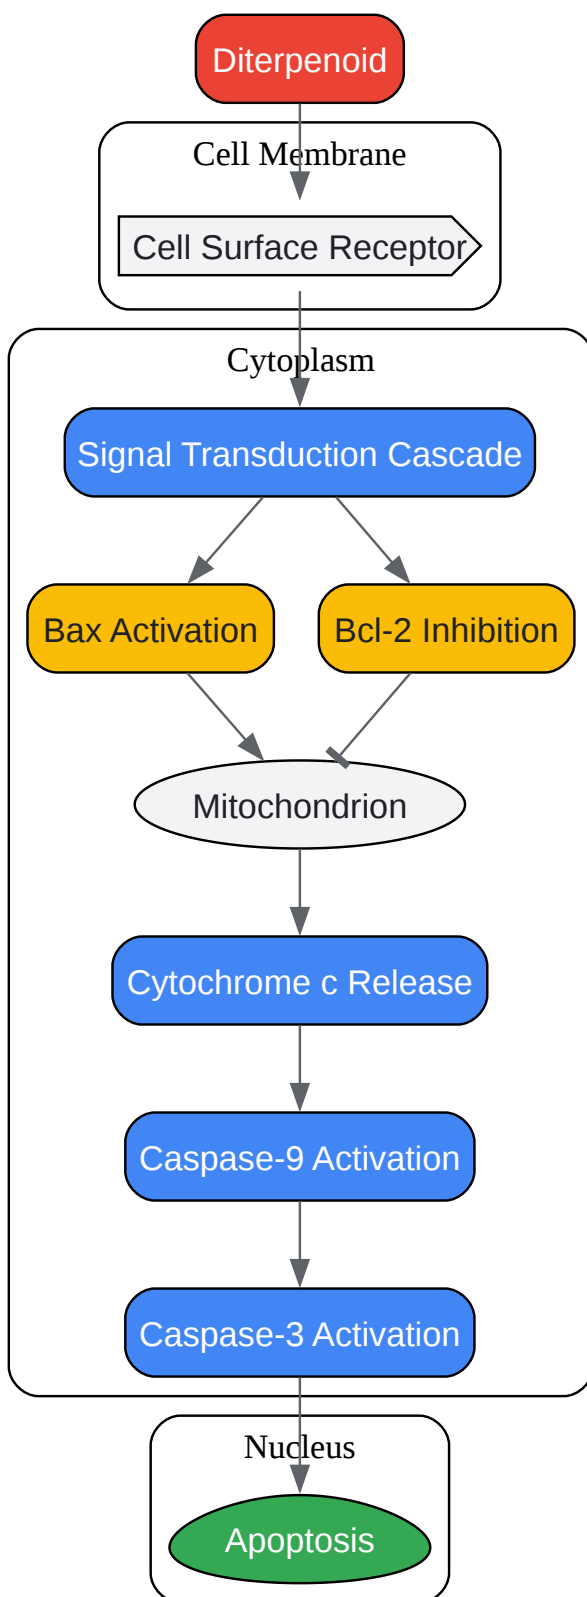 Diterpenoid
Cell Membrane
Cell Surface Receptor
Cytoplasm
Signal Transduction Cascade
Bax Activation
Bcl-2 Inhibition
Mitochondrion
Cytochrome c Release
Caspase-9 Activation
Caspase-3 Activation
Nucleus
Apoptosis